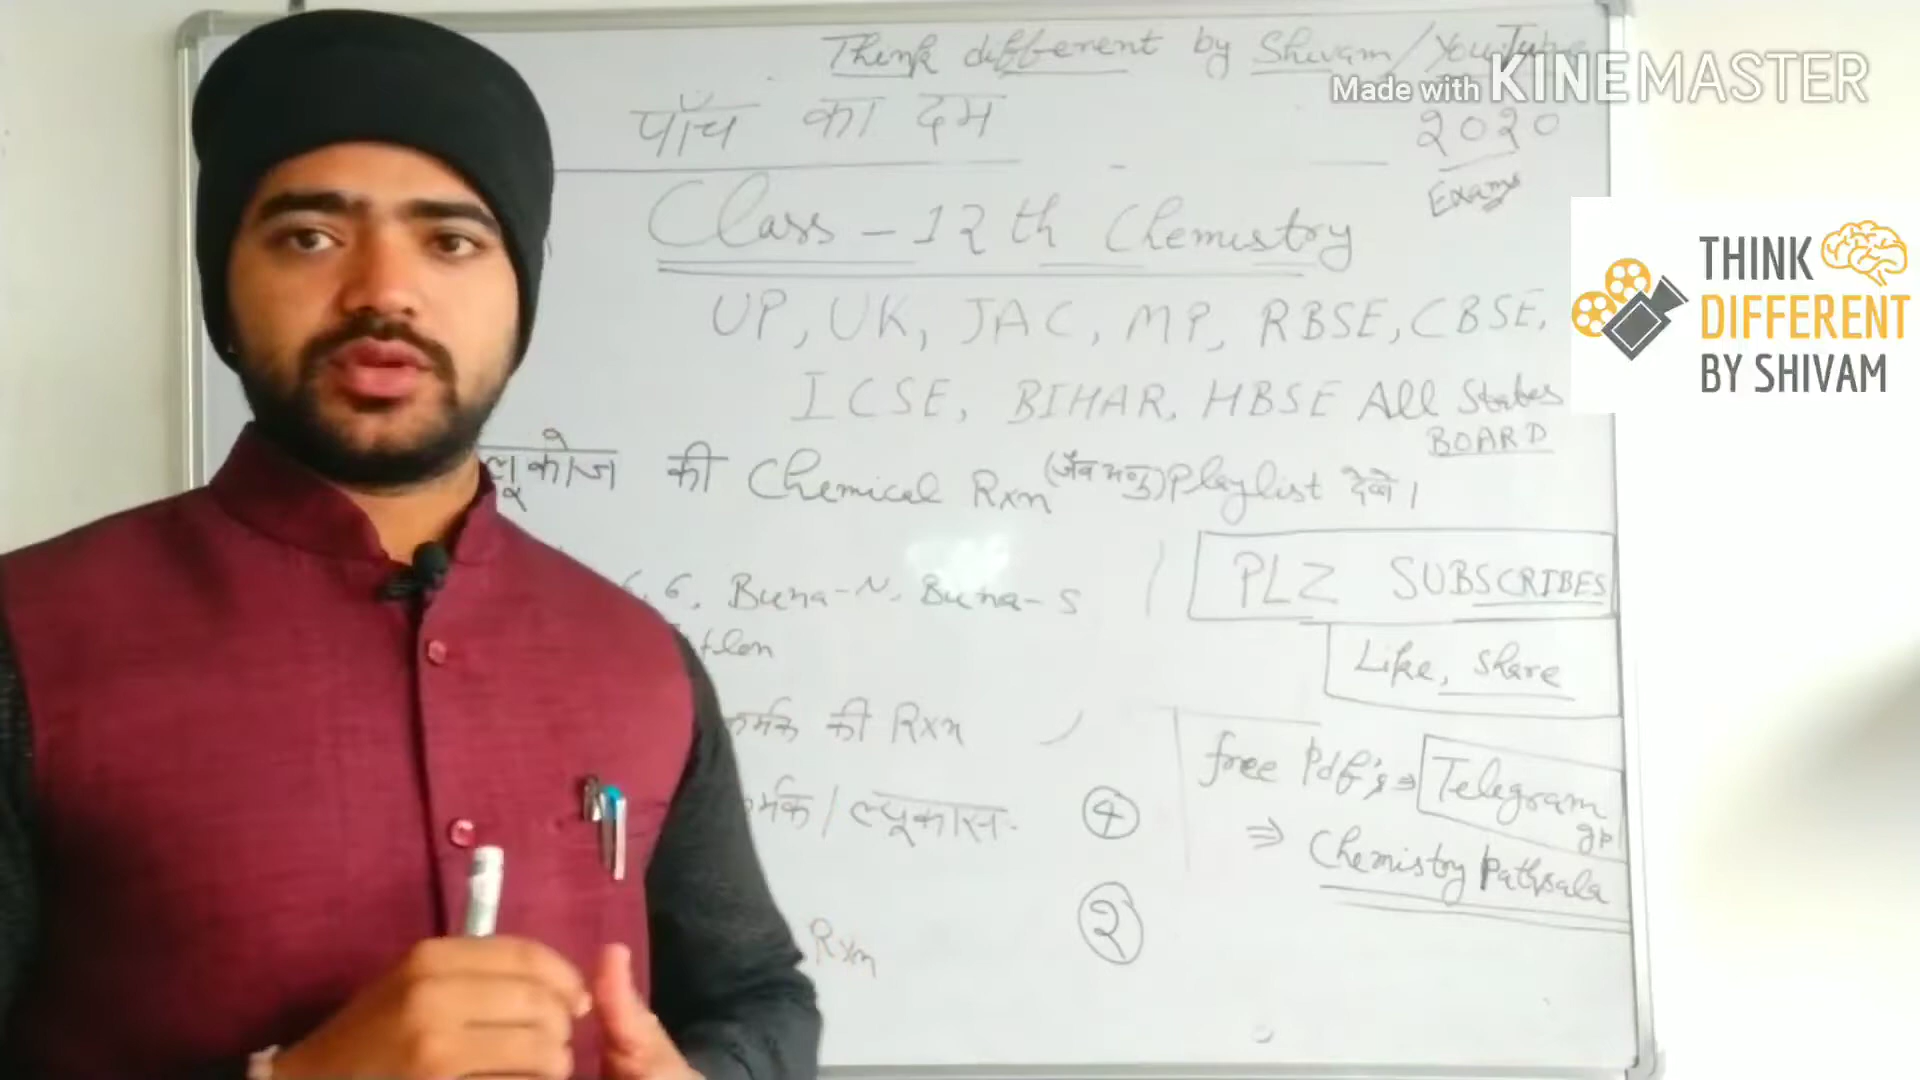 Think different by Shivam/YouTube
Made with KINEMASTER
पाँच का दम
२०२०
Exams
Class - 12th Chemistry
THINK
DIFFERENT
BY SHIVAM
UP, UK, JAC, MP, RBSE, CBSE,
ICSE, BIHAR, HBSE All States
BOARD
लूकोज की Chemical Rxn (जैव अणु) Playlist देखे।
PLZ SUBSCRIBES
6, Buna-N, Buna-S
Like, share
की Rxn
free Pdf's ⇒ Telegram
gp
ल्यूकास
④
⇒ Chemistry Pathsala
②
Rxn